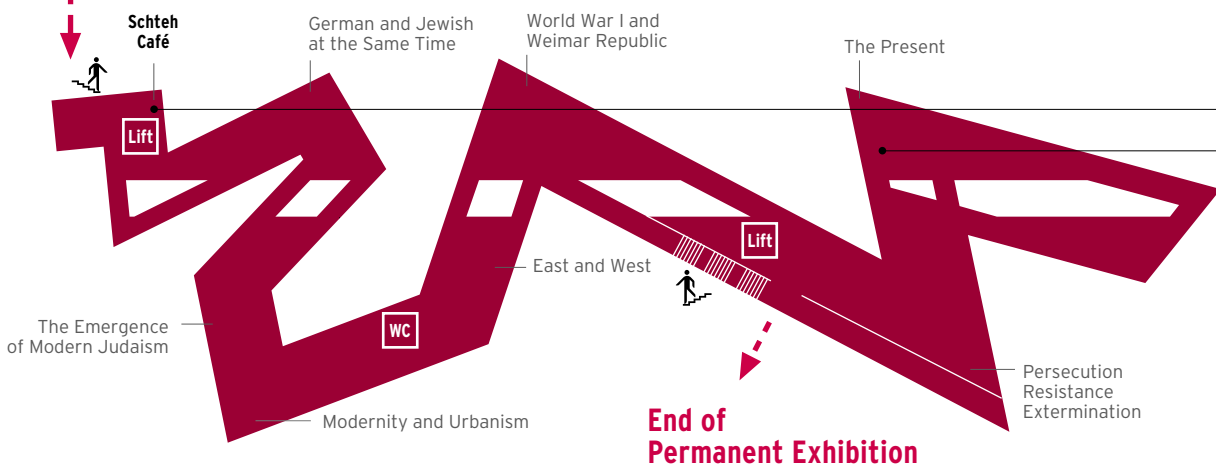 Schteh
Café
German and Jewish
at the Same Time
World War I and
Weimar Republic
The Present
Lift
Lift
East and West
The Emergence
of Modern Judaism
WC
Modernity and Urbanism
Persecution
Resistance
Extermination
End of
Permanent Exhibition